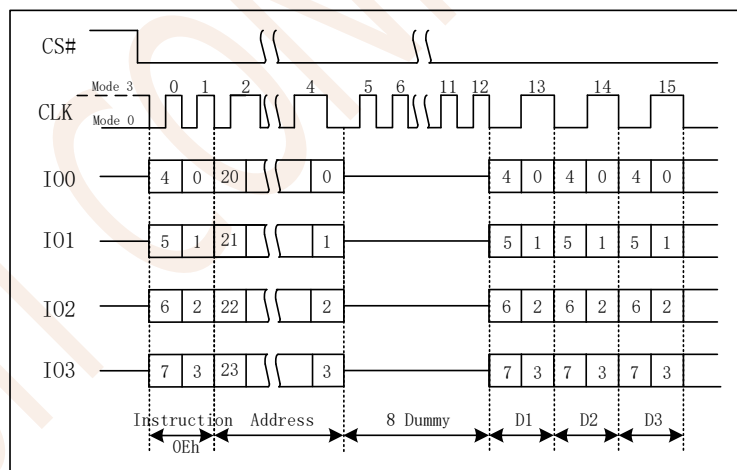 CS#
Mode 3 0 1 2 4 5 6 11 12 13 14 15
CLK
Mode 0
IO0 4 0 20 0 4 0 4 0 4 0
IO1 5 1 21 1 5 1 5 1 5 1
IO2 6 2 22 2 6 2 6 2 6 2
IO3 7 3 23 3 7 3 7 3 7 3
Instruction Address 8 Dummy D1 D2 D3
0Eh